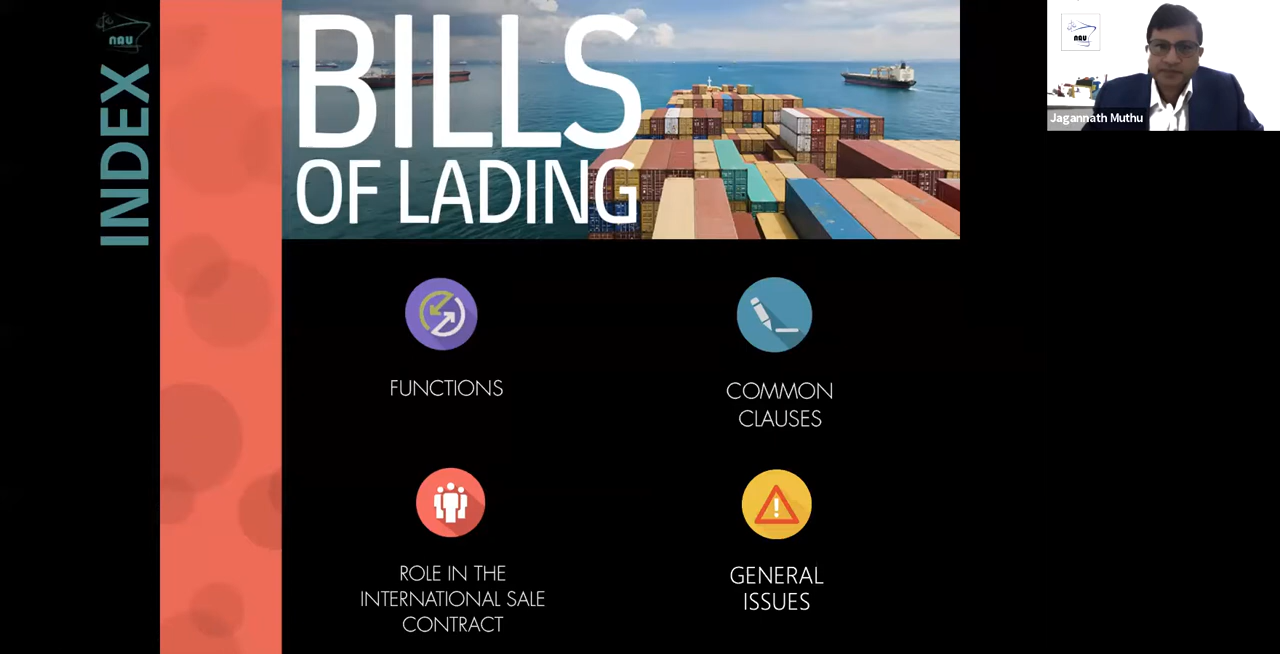 INDEX
nau
BILLS
OF LADING
nau
Jagannath Muthu
FUNCTIONS
COMMON
CLAUSES
ROLE IN THE
INTERNATIONAL SALE
CONTRACT
GENERAL
ISSUES